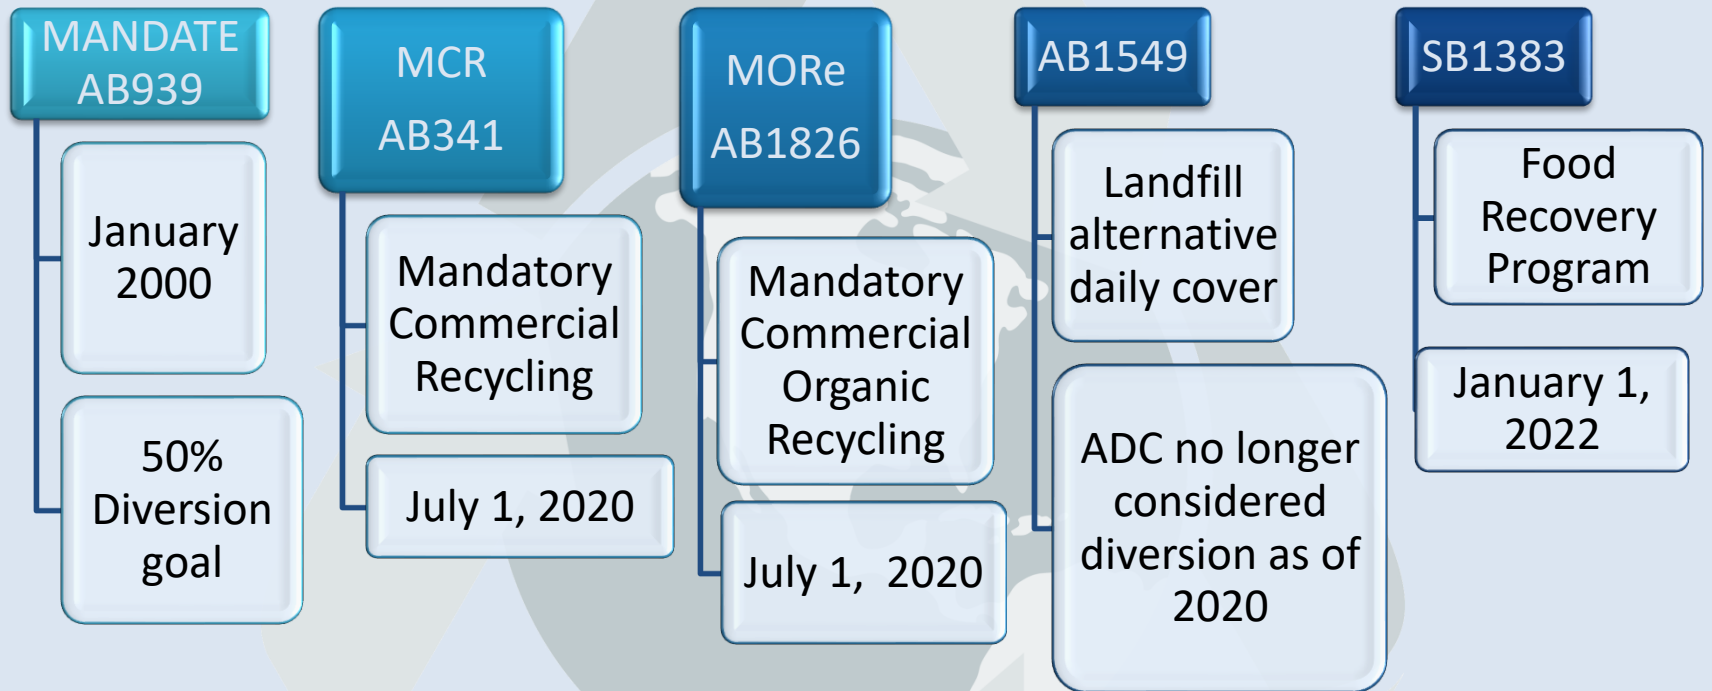 MANDATE
AB939
January
2000
50%
Diversion
goal
MCR
AB341
Mandatory
Commercial
Recycling
July 1, 2020
MORe
AB1826
Mandatory
Commercial
Organic
Recycling
July 1, 2020
AB1549
Landfill
alternative
daily cover
ADC no longer
considered
diversion as of
2020
SB1383
Food
Recovery
Program
January 1,
2022